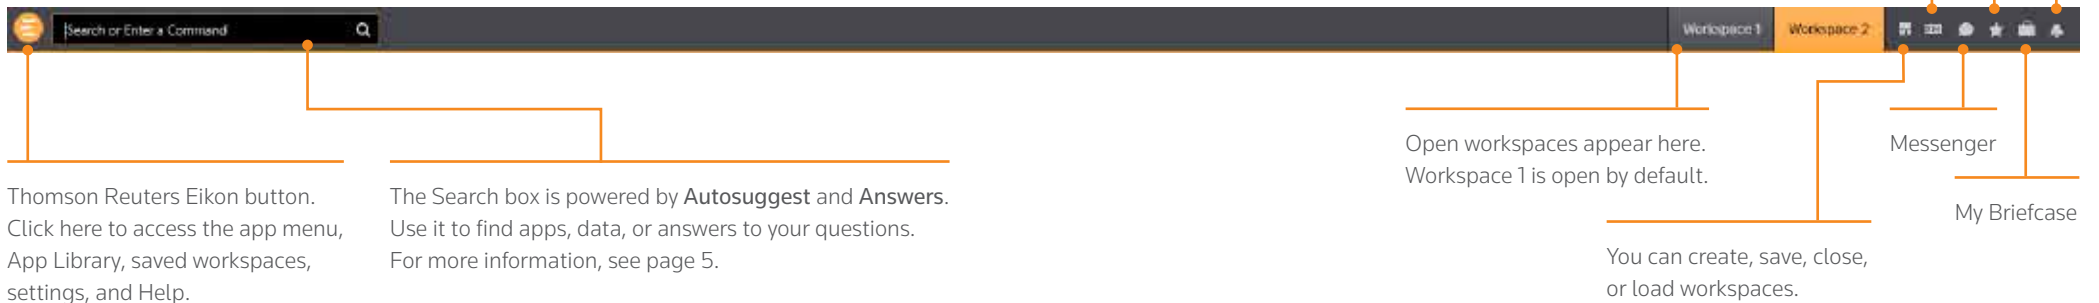 Search or Enter a Command
Workspace 1
Workspace 2
Open workspaces appear here.
Workspace 1 is open by default.
Messenger
Thomson Reuters Eikon button.
Click here to access the app menu,
App Library, saved workspaces,
settings, and Help.
The Search box is powered by Autosuggest and Answers.
Use it to find apps, data, or answers to your questions.
For more information, see page 5.
My Briefcase
You can create, save, close,
or load workspaces.